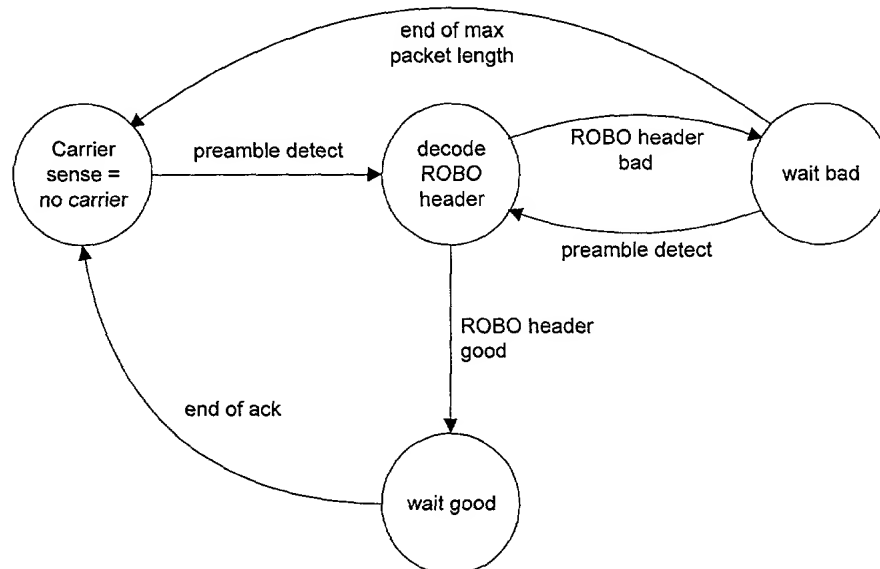 end of max
packet length
Carrier
sense =
no carrier
preamble detect
decode
ROBO
header
ROBO header
bad
wait bad
preamble detect
ROBO header
good
end of ack
wait good